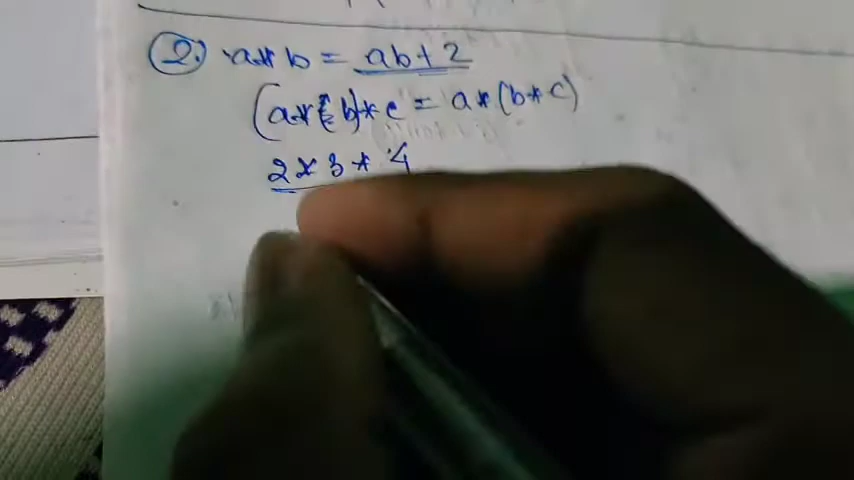 2. a * b = ab + 2
(a * b) * c = a * (b * c)
2 * 3 * 4